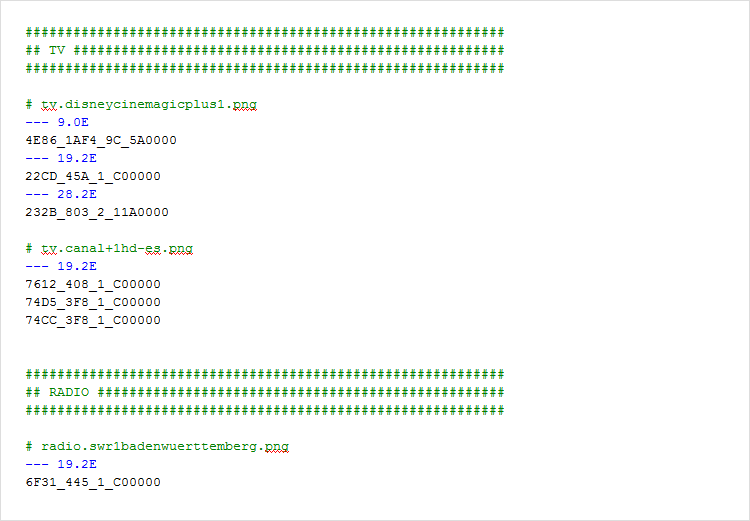 ############################################################
## TV ######################################################
############################################################
# tv.disneycinemagicplus1.png
--- 9.0E
4E86_1AF4_9C_5A0000
--- 19.2E
22CD_45A_1_C00000
--- 28.2E
232B_803_2_11A0000
# tv.canal+1hd-es.png
--- 19.2E
7612_408_1_C00000
74D5_3F8_1_C00000
74CC_3F8_1_C00000
############################################################
## RADIO ###################################################
############################################################
# radio.swr1badenwuerttemberg.png
--- 19.2E
6F31_445_1_C00000